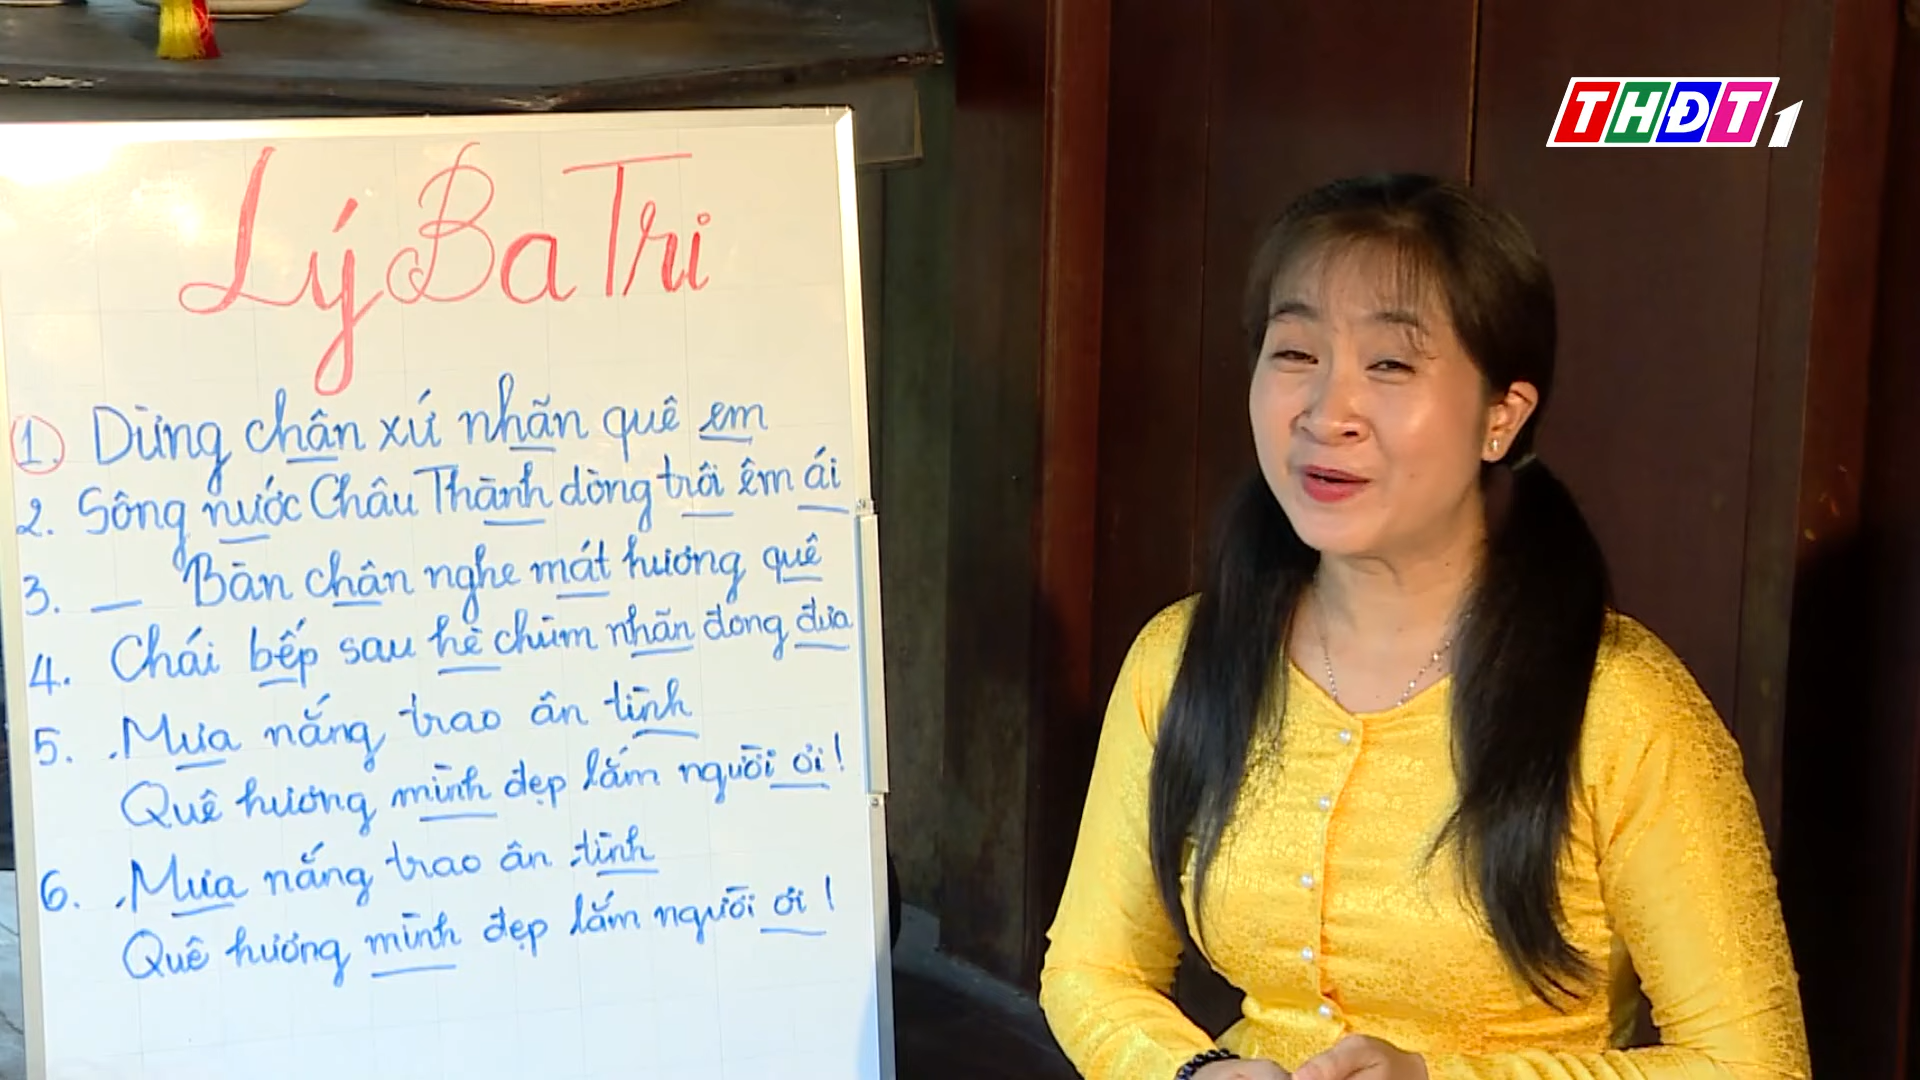 THĐT1
Lý Ba Tri
1. Dừng chân xứ nhãn quê em
2. Sông nước Châu Thành dòng trôi êm ái
3. _ Bàn chân nghe mát hương quê
4. Chái bếp sau hè chùm nhãn đong đưa
5. . Mưa nắng trao ân tình
Quê hương mình đẹp lắm người ơi!
6. . Mưa nắng trao ân tình
Quê hương mình đẹp lắm người ơi!